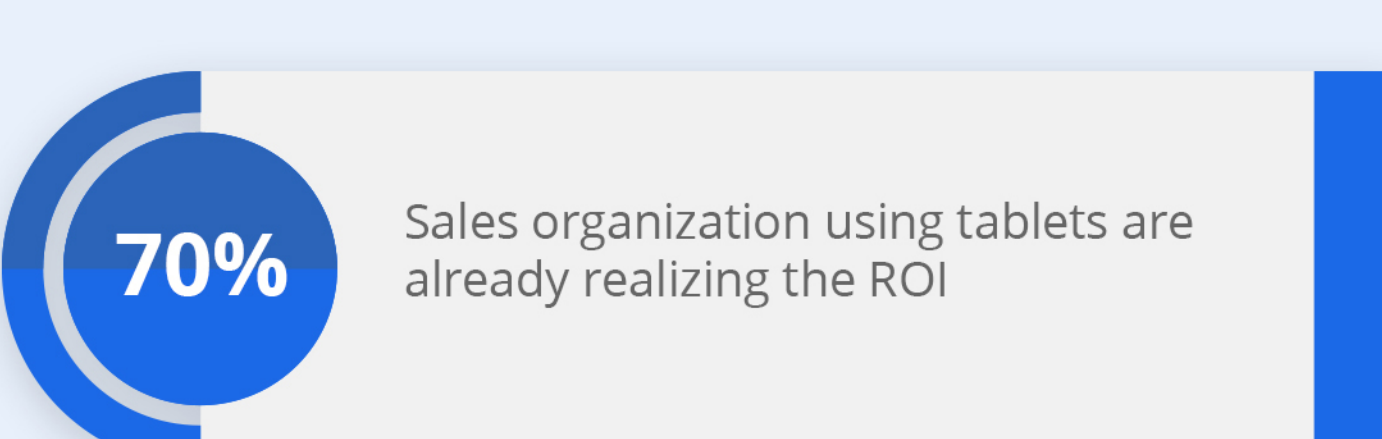 70%
Sales organization using tablets are
already realizing the ROI